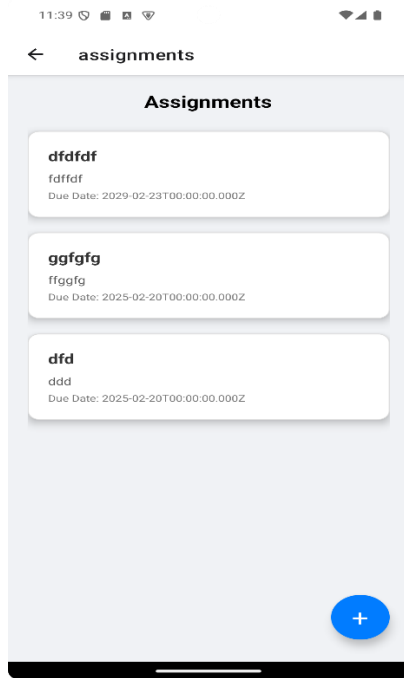 11:39
assignments
Assignments
dfdfdf
fdffdf
Due Date: 2029-02-23T00:00:00.000Z
ggfgfg
ffggfg
Due Date: 2025-02-20T00:00:00.000Z
dfd
ddd
Due Date: 2025-02-20T00:00:00.000Z
+